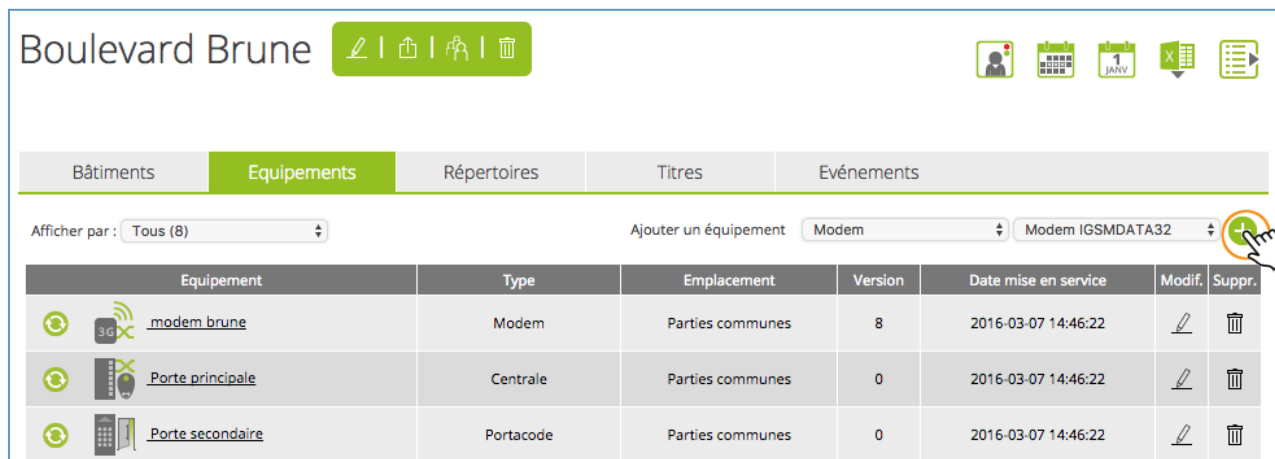 Boulevard Brune
1
JANV
X
Bâtiments Equipements Répertoires Titres Evénements
Afficher par : Tous (8) Ajouter un équipement Modem Modem IGSMDATA32
Equipement Type Emplacement Version Date mise en service Modif. Suppr.
3G modem brune Modem Parties communes 8 2016-03-07 14:46:22
Porte principale Centrale Parties communes 0 2016-03-07 14:46:22
Porte secondaire Portacode Parties communes 0 2016-03-07 14:46:22